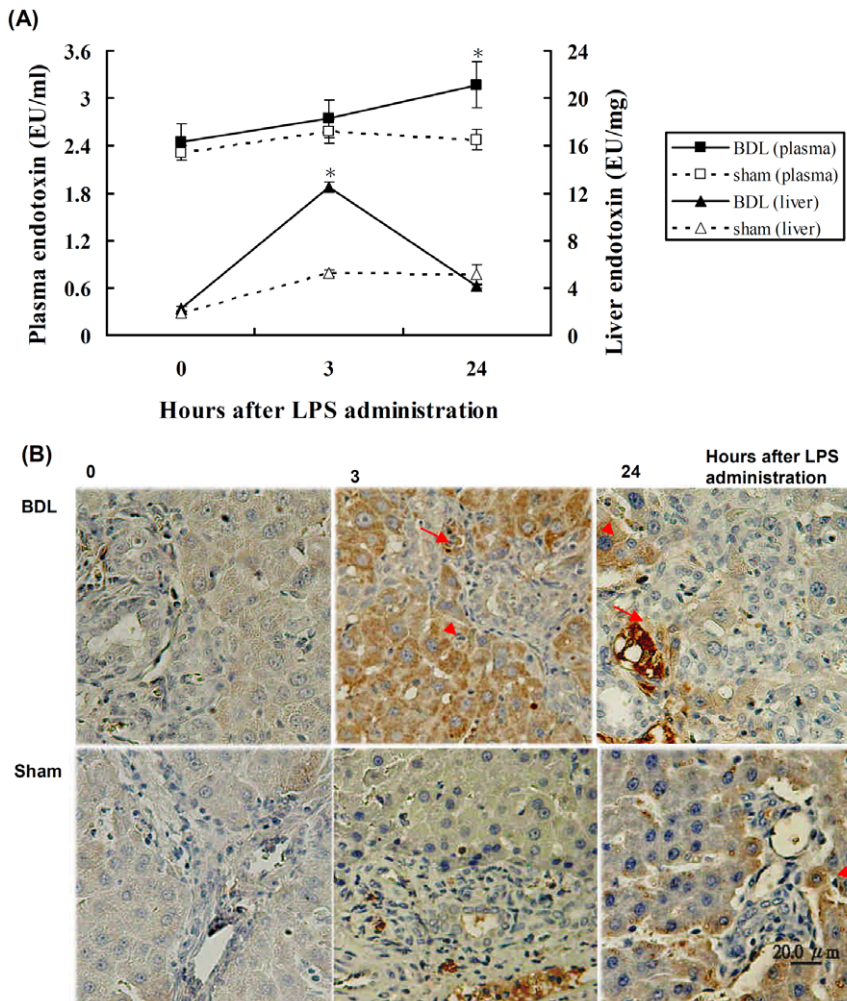 (A)
3.6
3
2.4
1.8
1.2
0.6
0
Plasma endotoxin (EU/ml)
24
20
16
12
8
4
0
Liver endotoxin (EU/mg)
*
*
0 3 24
Hours after LPS administration
BDL (plasma)
sham (plasma)
BDL (liver)
sham (liver)
(B)
0 3 24 Hours after LPS
administration
BDL
Sham
20.0 μm